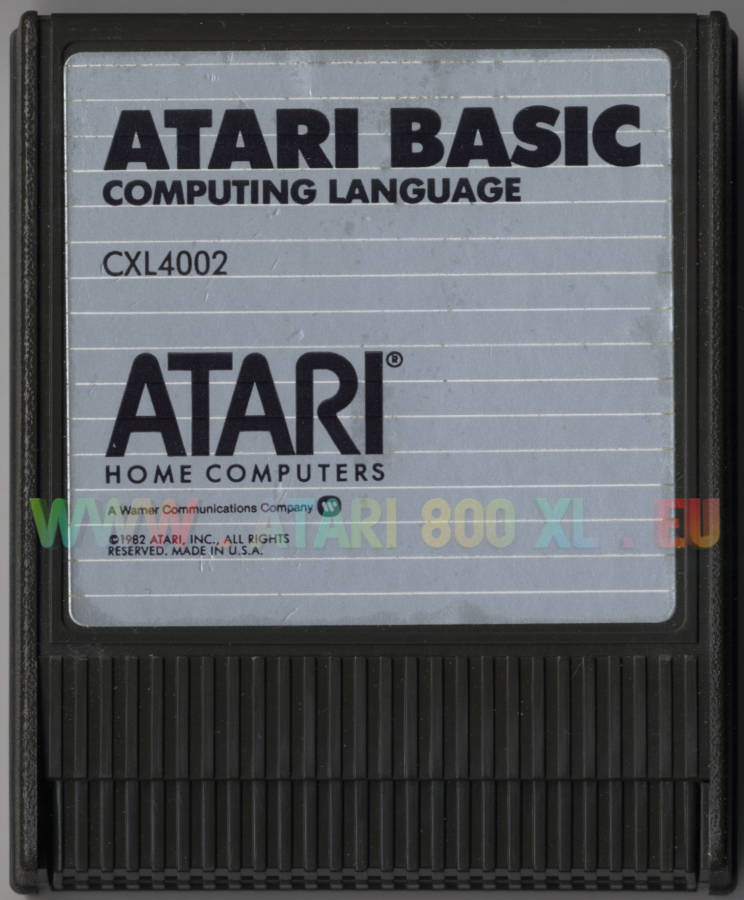 ATARI BASIC
COMPUTING LANGUAGE
CXL4002
ATARI®
HOME COMPUTERS
WWW . ATARI 800 XL . EU
A Warner Communications Company
©1982 ATARI, INC., ALL RIGHTS
RESERVED. MADE IN U.S.A.